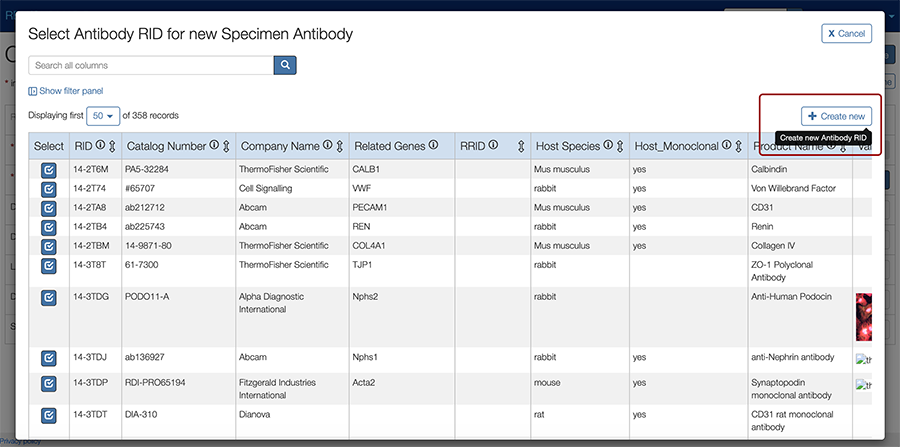 Select Antibody RID for new Specimen Antibody
X Cancel
Search all columns
Show filter panel
Displaying first 50 of 358 records
+ Create new
Create new Antibody RID
Select RID Catalog Number Company Name Related Genes RRID Host Species Host_Monoclonal Product Name
14-2T6M PA5-32284 ThermoFisher Scientific CALB1 Mus musculus yes Calbindin
14-2T74 #65707 Cell Signalling VWF rabbit yes Von Willebrand Factor
14-2TA8 ab212712 Abcam PECAM1 Mus musculus yes CD31
14-2TB4 ab225743 Abcam REN rabbit yes Renin
14-2TBM 14-9871-80 ThermoFisher Scientific COL4A1 Mus musculus yes Collagen IV
14-3T8T 61-7300 ThermoFisher Scientific TJP1 rabbit ZO-1 Polyclonal
Antibody
14-3TDG PODO11-A Alpha Diagnostic Nphs2 rabbit Anti-Human Podocin
International
14-3TDJ ab136927 Abcam Nphs1 rabbit yes anti-Nephrin antibody
14-3TDP RDI-PRO65194 Fitzgerald Industries Acta2 mouse yes Synaptopodin
International monoclonal antibody
14-3TDT DIA-310 Dianova rat yes CD31 rat monoclonal
antibody
Privacy policy